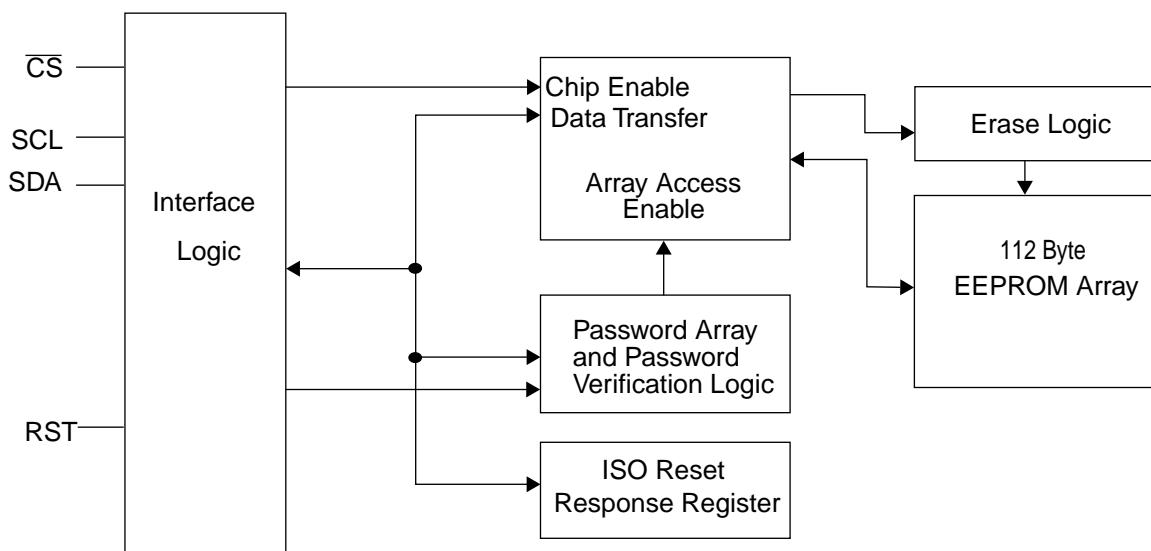 C̅S̅
SCL
SDA
RST
Interface
Logic
Chip Enable
Data Transfer
Array Access
Enable
Erase Logic
112 Byte
EEPROM Array
Password Array
and Password
Verification Logic
ISO Reset
Response Register